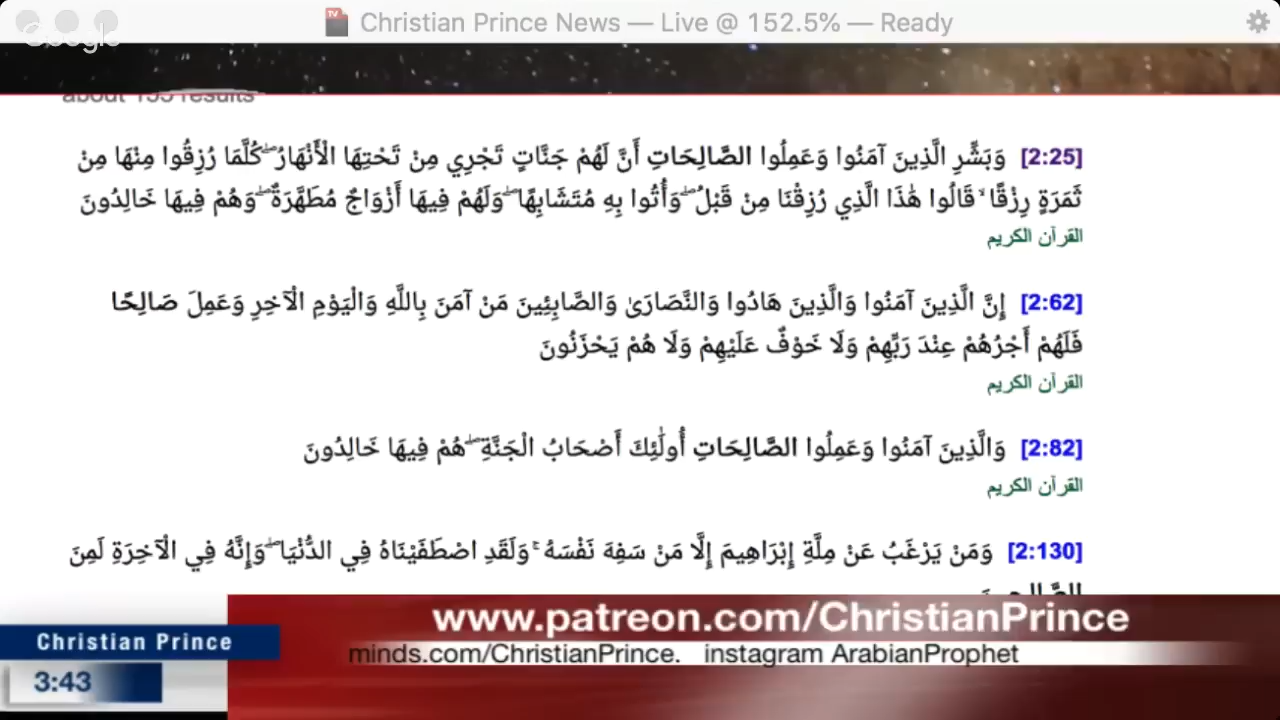 Christian Prince News — Live @ 152.5% — Ready
Google
about 155 results
[2:25] وَبَشِّرِ الَّذِينَ آمَنُوا وَعَمِلُوا الصَّالِحَاتِ أَنَّ لَهُمْ جَنَّاتٍ تَجْرِي مِنْ تَحْتِهَا الْأَنْهَارُ ۖ كُلَّمَا رُزِقُوا مِنْهَا مِنْ
ثَمَرَةٍ رِزْقًا ۙ قَالُوا هَٰذَا الَّذِي رُزِقْنَا مِنْ قَبْلُ ۖ وَأُتُوا بِهِ مُتَشَابِهًا ۖ وَلَهُمْ فِيهَا أَزْوَاجٌ مُطَهَّرَةٌ ۖ وَهُمْ فِيهَا خَالِدُونَ
القرآن الكريم
[2:62] إِنَّ الَّذِينَ آمَنُوا وَالَّذِينَ هَادُوا وَالنَّصَارَىٰ وَالصَّابِئِينَ مَنْ آمَنَ بِاللَّهِ وَالْيَوْمِ الْآخِرِ وَعَمِلَ صَالِحًا
فَلَهُمْ أَجْرُهُمْ عِنْدَ رَبِّهِمْ وَلَا خَوْفٌ عَلَيْهِمْ وَلَا هُمْ يَحْزَنُونَ
القرآن الكريم
[2:82] وَالَّذِينَ آمَنُوا وَعَمِلُوا الصَّالِحَاتِ أُولَٰئِكَ أَصْحَابُ الْجَنَّةِ ۖ هُمْ فِيهَا خَالِدُونَ
القرآن الكريم
[2:130] وَمَنْ يَرْغَبُ عَنْ مِلَّةِ إِبْرَاهِيمَ إِلَّا مَنْ سَفِهَ نَفْسَهُ ۚ وَلَقَدِ اصْطَفَيْنَاهُ فِي الدُّنْيَا ۖ وَإِنَّهُ فِي الْآخِرَةِ لَمِنَ
www.patreon.com/ChristianPrince
Christian Prince
minds.com/ChristianPrince. instagram ArabianProphet
3:43